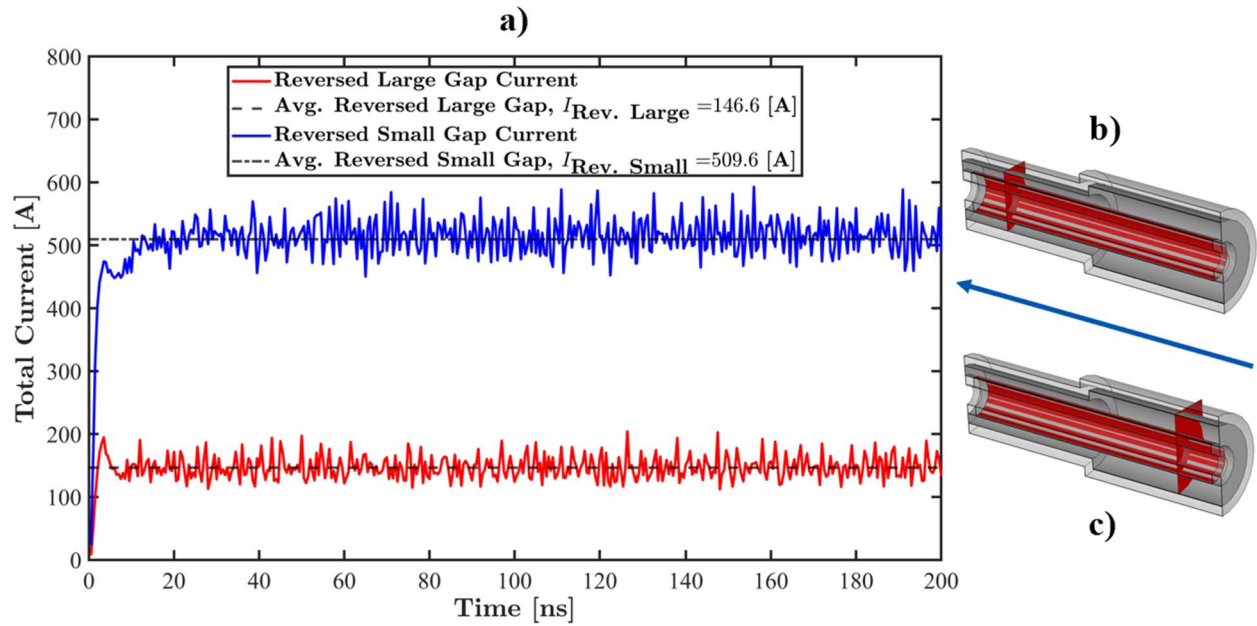 a)
800
700
600
500
400
300
200
100
0
Total Current [A]
Reversed Large Gap Current
Avg. Reversed Large Gap, I_Rev. Large =146.6 [A]
Reversed Small Gap Current
Avg. Reversed Small Gap, I_Rev. Small =509.6 [A]
0 20 40 60 80 100 120 140 160 180 200
Time [ns]
b)
c)